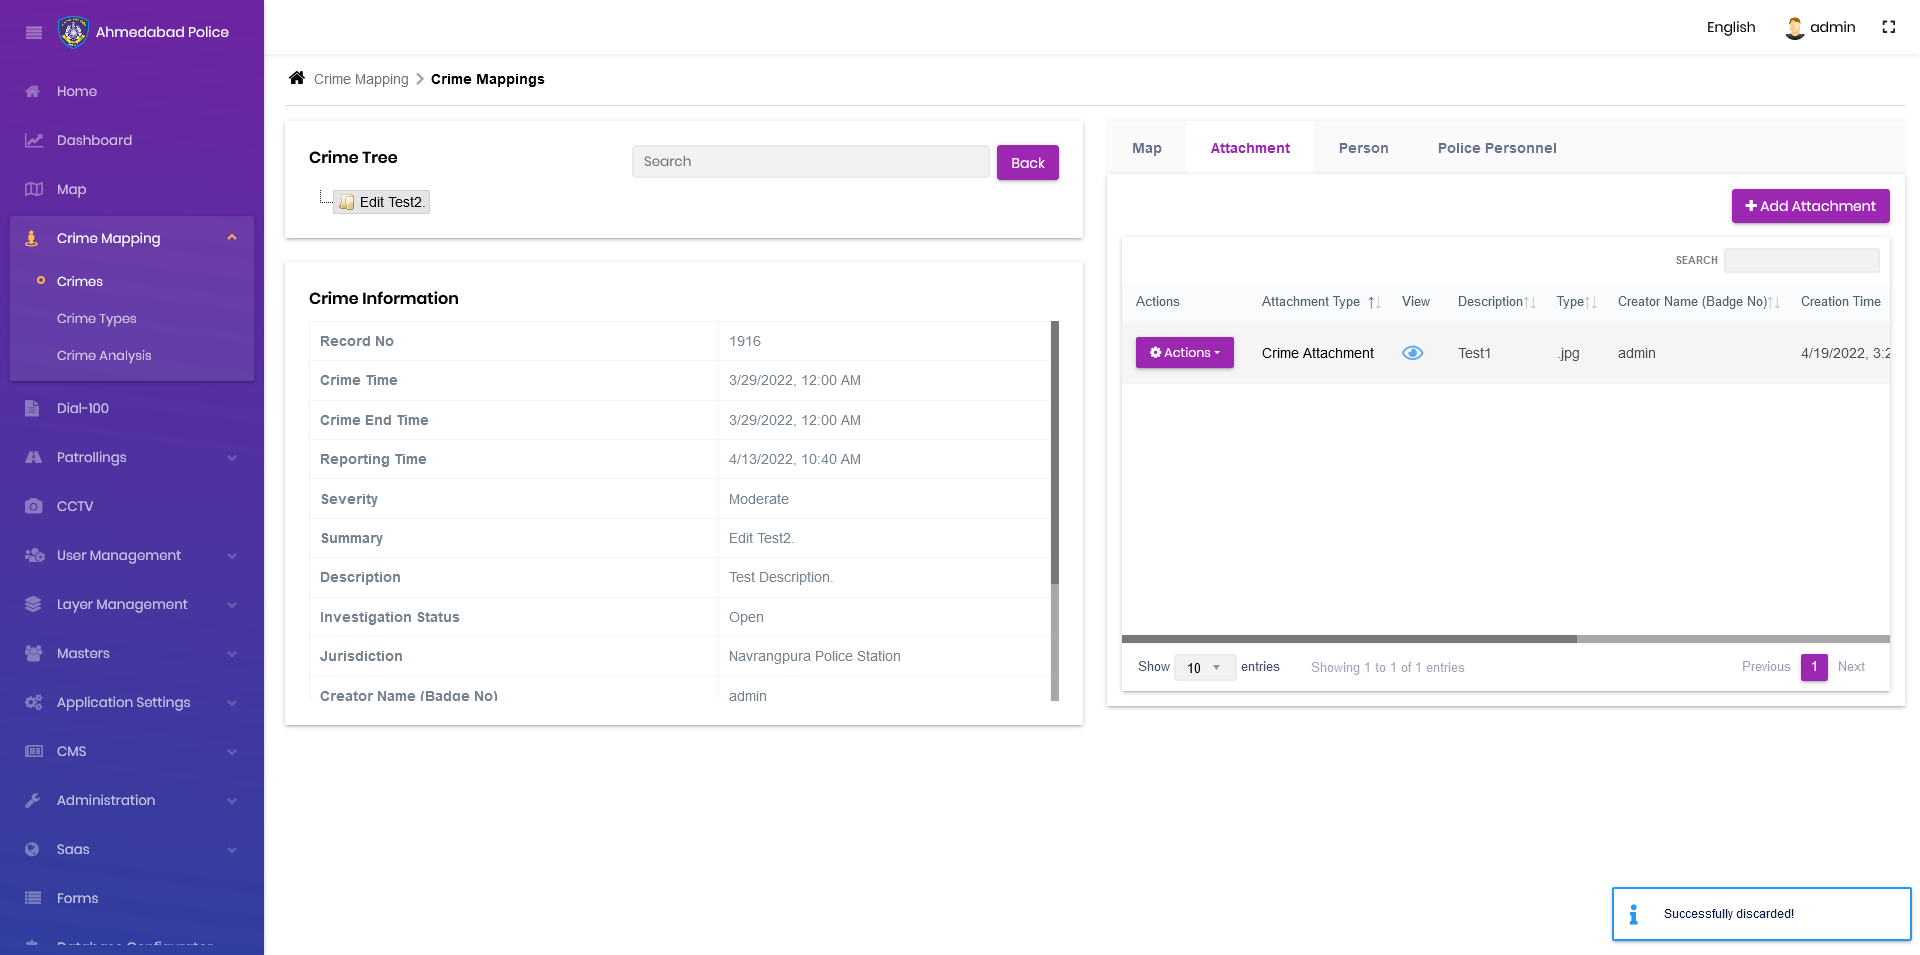 Ahmedabad Police
English
admin
Home
Dashboard
Map
Crime Mapping
Crimes
Crime Types
Crime Analysis
Dial-100
Patrollings
CCTV
User Management
Layer Management
Masters
Application Settings
CMS
Administration
Saas
Forms
Database Configurator
Crime Mapping > Crime Mappings
Crime Tree
Search
Back
Edit Test2.
Crime Information
Record No 1916
Crime Time 3/29/2022, 12:00 AM
Crime End Time 3/29/2022, 12:00 AM
Reporting Time 4/13/2022, 10:40 AM
Severity Moderate
Summary Edit Test2.
Description Test Description.
Investigation Status Open
Jurisdiction Navrangpura Police Station
Creator Name (Badge No) admin
Map Attachment Person Police Personnel
Add Attachment
SEARCH
Actions Attachment Type View Description Type Creator Name (Badge No) Creation Time
Actions Crime Attachment Test1 .jpg admin 4/19/2022, 3:2
Show 10 entries Showing 1 to 1 of 1 entries Previous 1 Next
Successfully discarded!